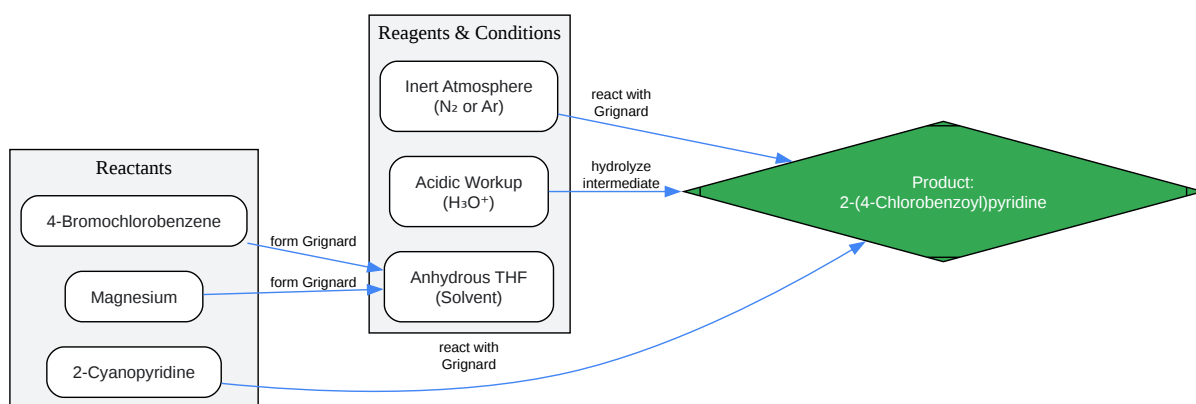 Reagents & Conditions
Inert Atmosphere
(N₂ or Ar)
react with
Grignard
Reactants
Acidic Workup
(H₃O⁺)
hydrolyze
intermediate
Product:
2-(4-Chlorobenzoyl)pyridine
4-Bromochlorobenzene
form Grignard
Magnesium
form Grignard
Anhydrous THF
(Solvent)
2-Cyanopyridine
react with
Grignard